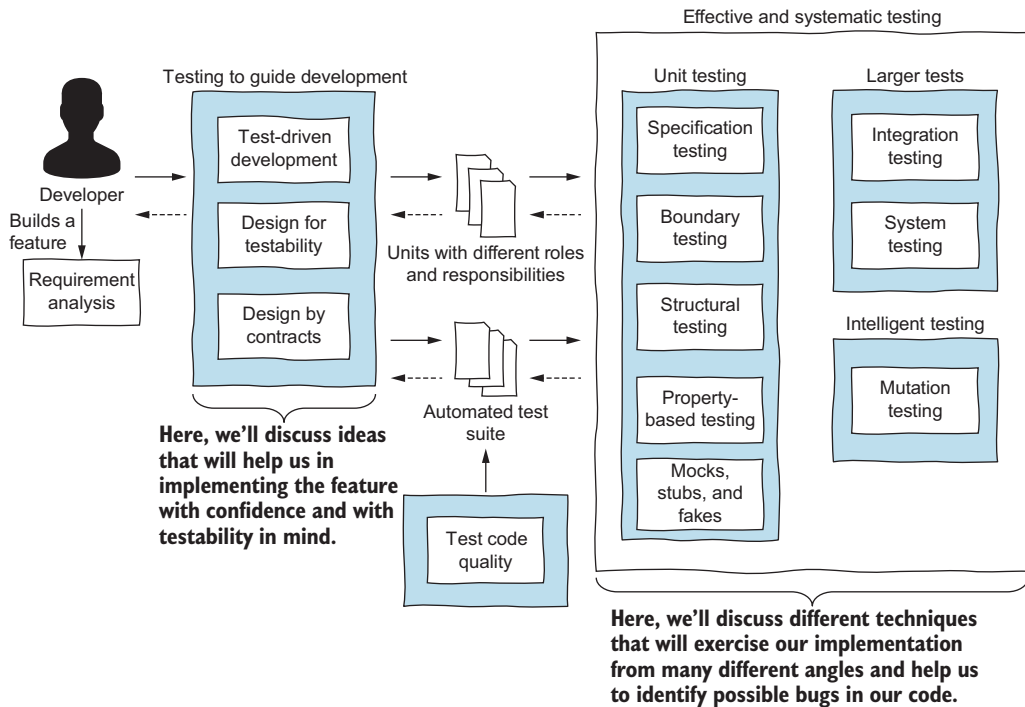 Effective and systematic testing
Testing to guide development
Unit testing
Larger tests
Test-driven
development
Specification
testing
Integration
testing
Developer
Builds a
feature
Design for
testability
Units with different roles
and responsibilities
Boundary
testing
System
testing
Requirement
analysis
Design by
contracts
Structural
testing
Intelligent testing
Automated test
suite
Property-
based testing
Mutation
testing
Here, we'll discuss ideas
that will help us in
implementing the feature
with confidence and with
testability in mind.
Mocks,
stubs, and
fakes
Test code
quality
Here, we'll discuss different techniques
that will exercise our implementation
from many different angles and help us
to identify possible bugs in our code.